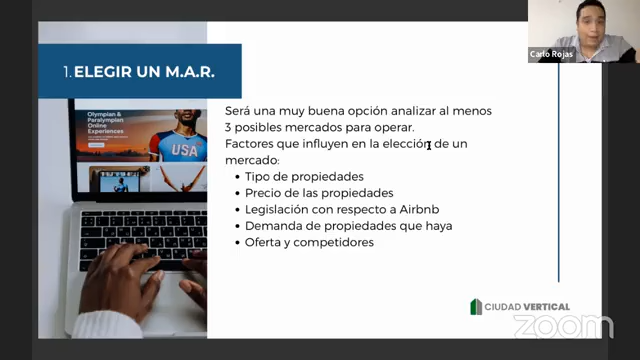 Carlo Rojas
1. ELEGIR UN M.A.R.
Olympian &
Paralympian
Online
Experiences
USA
Será una muy buena opción analizar al menos
3 posibles mercados para operar.
Factores que influyen en la elección de un
mercado:
• Tipo de propiedades
• Precio de las propiedades
• Legislación con respecto a Airbnb
• Demanda de propiedades que haya
• Oferta y competidores
CIUDAD VERTICAL
zoom